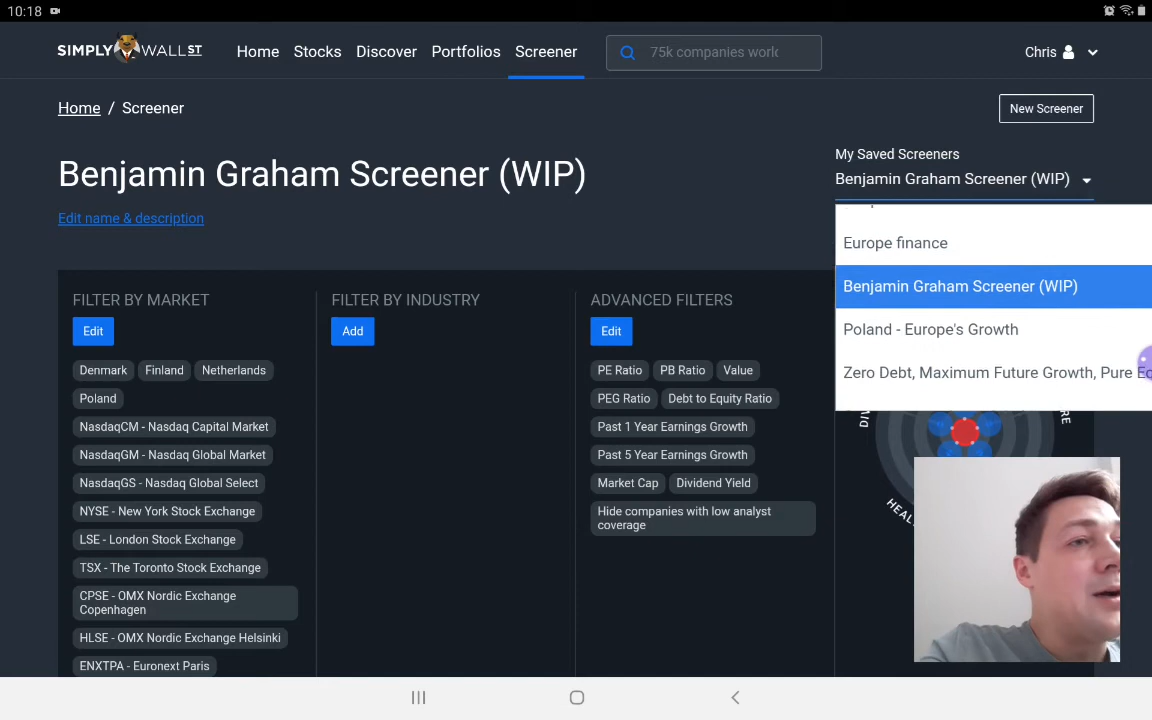 10:18
SIMPLY WALL ST
Home
Stocks
Discover
Portfolios
Screener
75k companies
Chris
Home / Screener
New Screener
Benjamin Graham Screener (WIP)
Edit name & description
My Saved Screeners
Benjamin Graham Screener (WIP)
Europe finance
Benjamin Graham Screener (WIP)
Poland - Europe's Growth
Zero Debt, Maximum Future Growth, Pure
FILTER BY MARKET
Edit
Denmark
Finland
Netherlands
Poland
NasdaqCM - Nasdaq Capital Market
NasdaqGM - Nasdaq Global Market
NasdaqGS - Nasdaq Global Select
NYSE - New York Stock Exchange
LSE - London Stock Exchange
TSX - The Toronto Stock Exchange
CPSE - OMX Nordic Exchange
Copenhagen
HLSE - OMX Nordic Exchange Helsinki
ENXTPA - Euronext Paris
FILTER BY INDUSTRY
Add
ADVANCED FILTERS
Edit
PE Ratio
PB Ratio
Value
PEG Ratio
Debt to Equity Ratio
Past 1 Year Earnings Growth
Past 5 Year Earnings Growth
Market Cap
Dividend Yield
Hide companies with low analyst
coverage